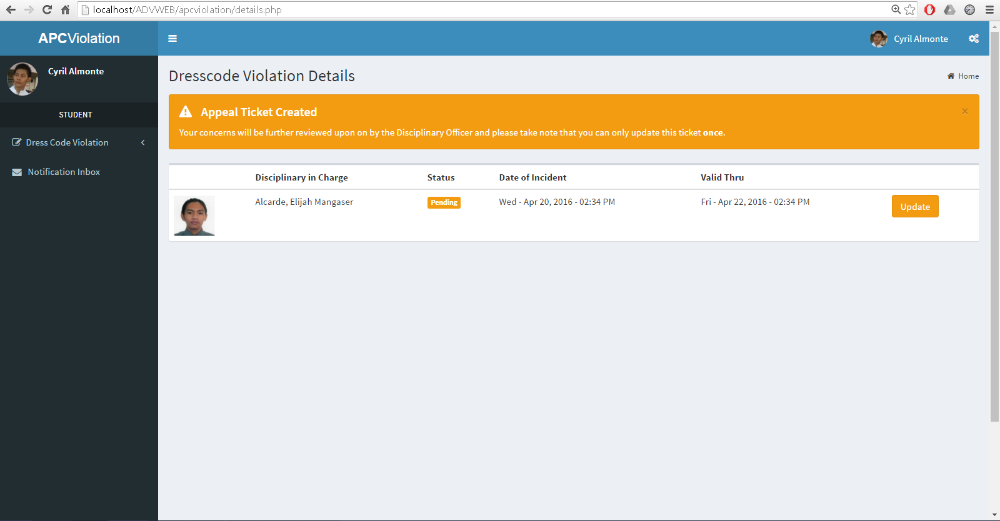 localhost/ADVWEB/apcviolation/details.php
APCViolation
Cyril Almonte
Cyril Almonte
STUDENT
Dress Code Violation
Notification Inbox
Dresscode Violation Details
Home
Appeal Ticket Created
×
Your concerns will be further reviewed upon on by the Disciplinary Officer and please take note that you can only update this ticket once.
Disciplinary in Charge Status Date of Incident Valid Thru
Alcarde, Elijah Mangaser Pending Wed - Apr 20, 2016 - 02:34 PM Fri - Apr 22, 2016 - 02:34 PM Update